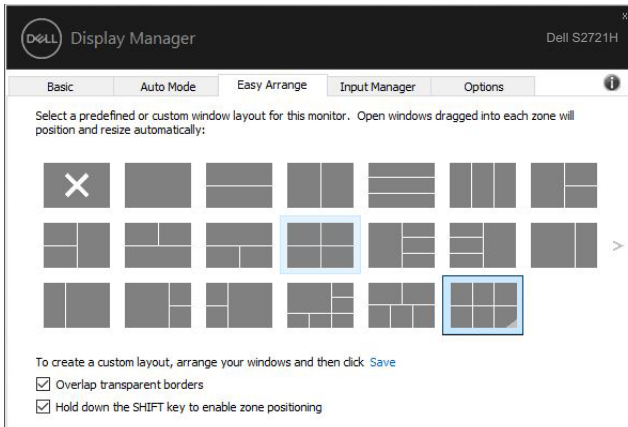 x
DELL Display Manager
Dell S2721H
Basic Auto Mode Easy Arrange Input Manager Options i
Select a predefined or custom window layout for this monitor. Open windows dragged into each zone will
position and resize automatically:
>
To create a custom layout, arrange your windows and then click Save
Overlap transparent borders
Hold down the SHIFT key to enable zone positioning